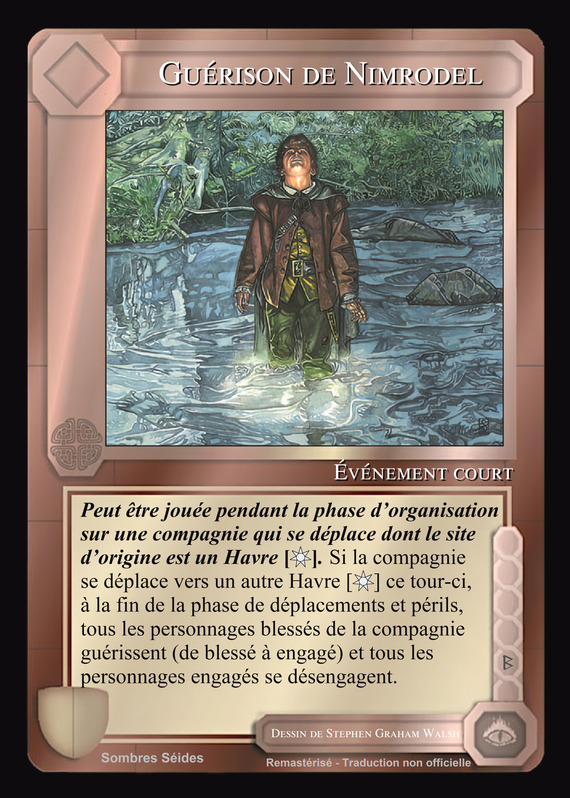 Guérison de Nimrodel
Événement court
Peut être jouée pendant la phase d'organisation
sur une compagnie qui se déplace dont le site
d'origine est un Havre [ ]. Si la compagnie
se déplace vers un autre Havre [ ] ce tour-ci,
à la fin de la phase de déplacements et périls,
tous les personnages blessés de la compagnie
guérissent (de blessé à engagé) et tous les
personnages engagés se désengagent.
Dessin de Stephen Graham Walsh
Sombres Séides
Remastérisé - Traduction non officielle